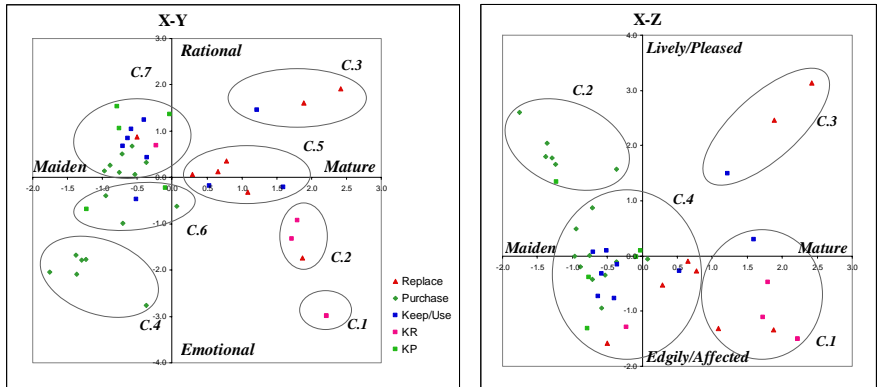 X-Y
3.0
Rational
C.7
C.3
2.0
1.0
C.5
Maiden
Mature
0.0
-2.0 -1.5 -1.0 -0.5 0.0 0.5 1.0 1.5 2.0 2.5 3.0
-1.0
C.6
C.2
-2.0
C.4
-3.0
C.1
Emotional
-4.0
Replace
Purchase
Keep/Use
KR
KP
X-Z
4.0
Lively/Pleased
C.2
3.0
C.3
2.0
1.0
C.4
Maiden
Mature
0.0
-2.0 -1.5 -1.0 -0.5 0.0 0.5 1.0 1.5 2.0 2.5 3.0
-1.0
C.1
Edgily/Affected
-2.0